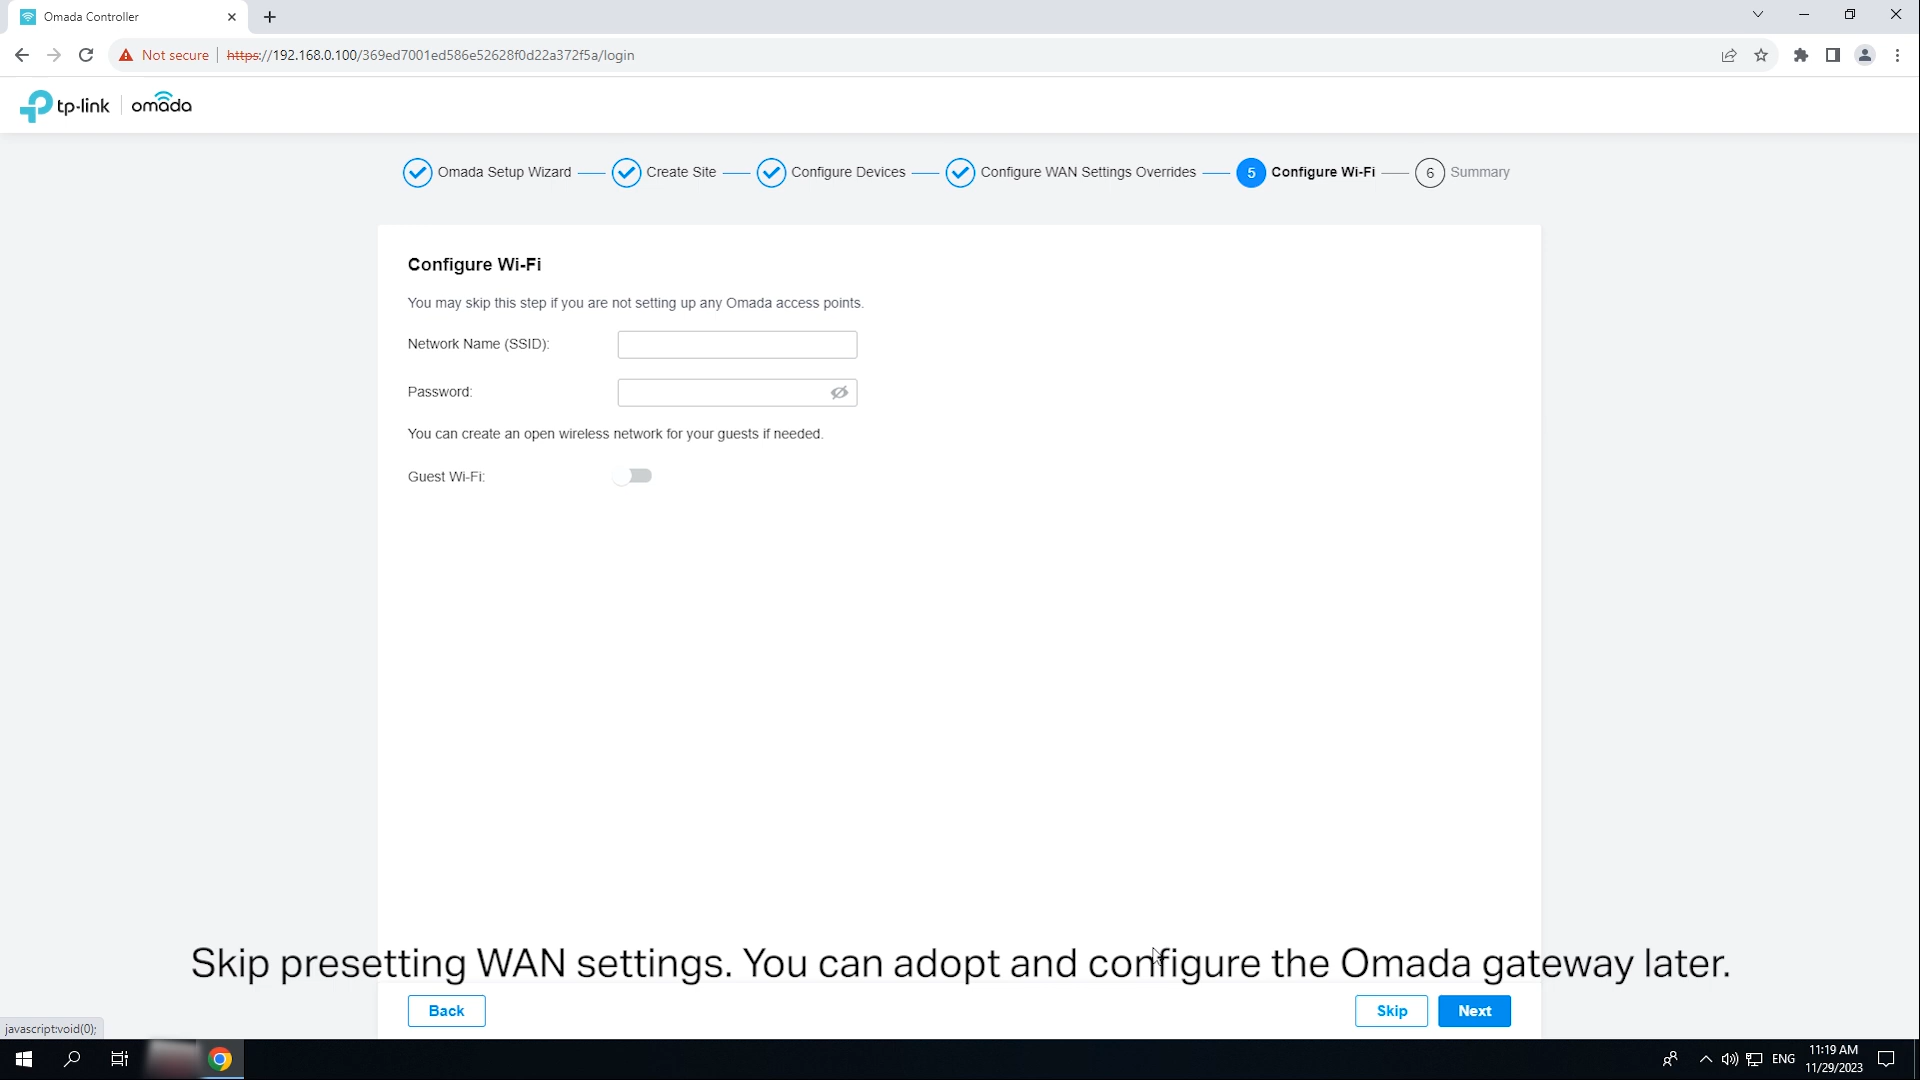 Omada Controller
Not secure https://192.168.0.100/369ed7001ed586e52628f0d22a372f5a/login
tp-link omada
Omada Setup Wizard Create Site Configure Devices Configure WAN Settings Overrides 5 Configure Wi-Fi 6 Summary
Configure Wi-Fi
You may skip this step if you are not setting up any Omada access points.
Network Name (SSID):
Password:
You can create an open wireless network for your guests if needed.
Guest Wi-Fi:
Skip presetting WAN settings. You can adopt and configure the Omada gateway later.
Back Skip Next
javascript:void(0);
ENG 11:19 AM
11/29/2023